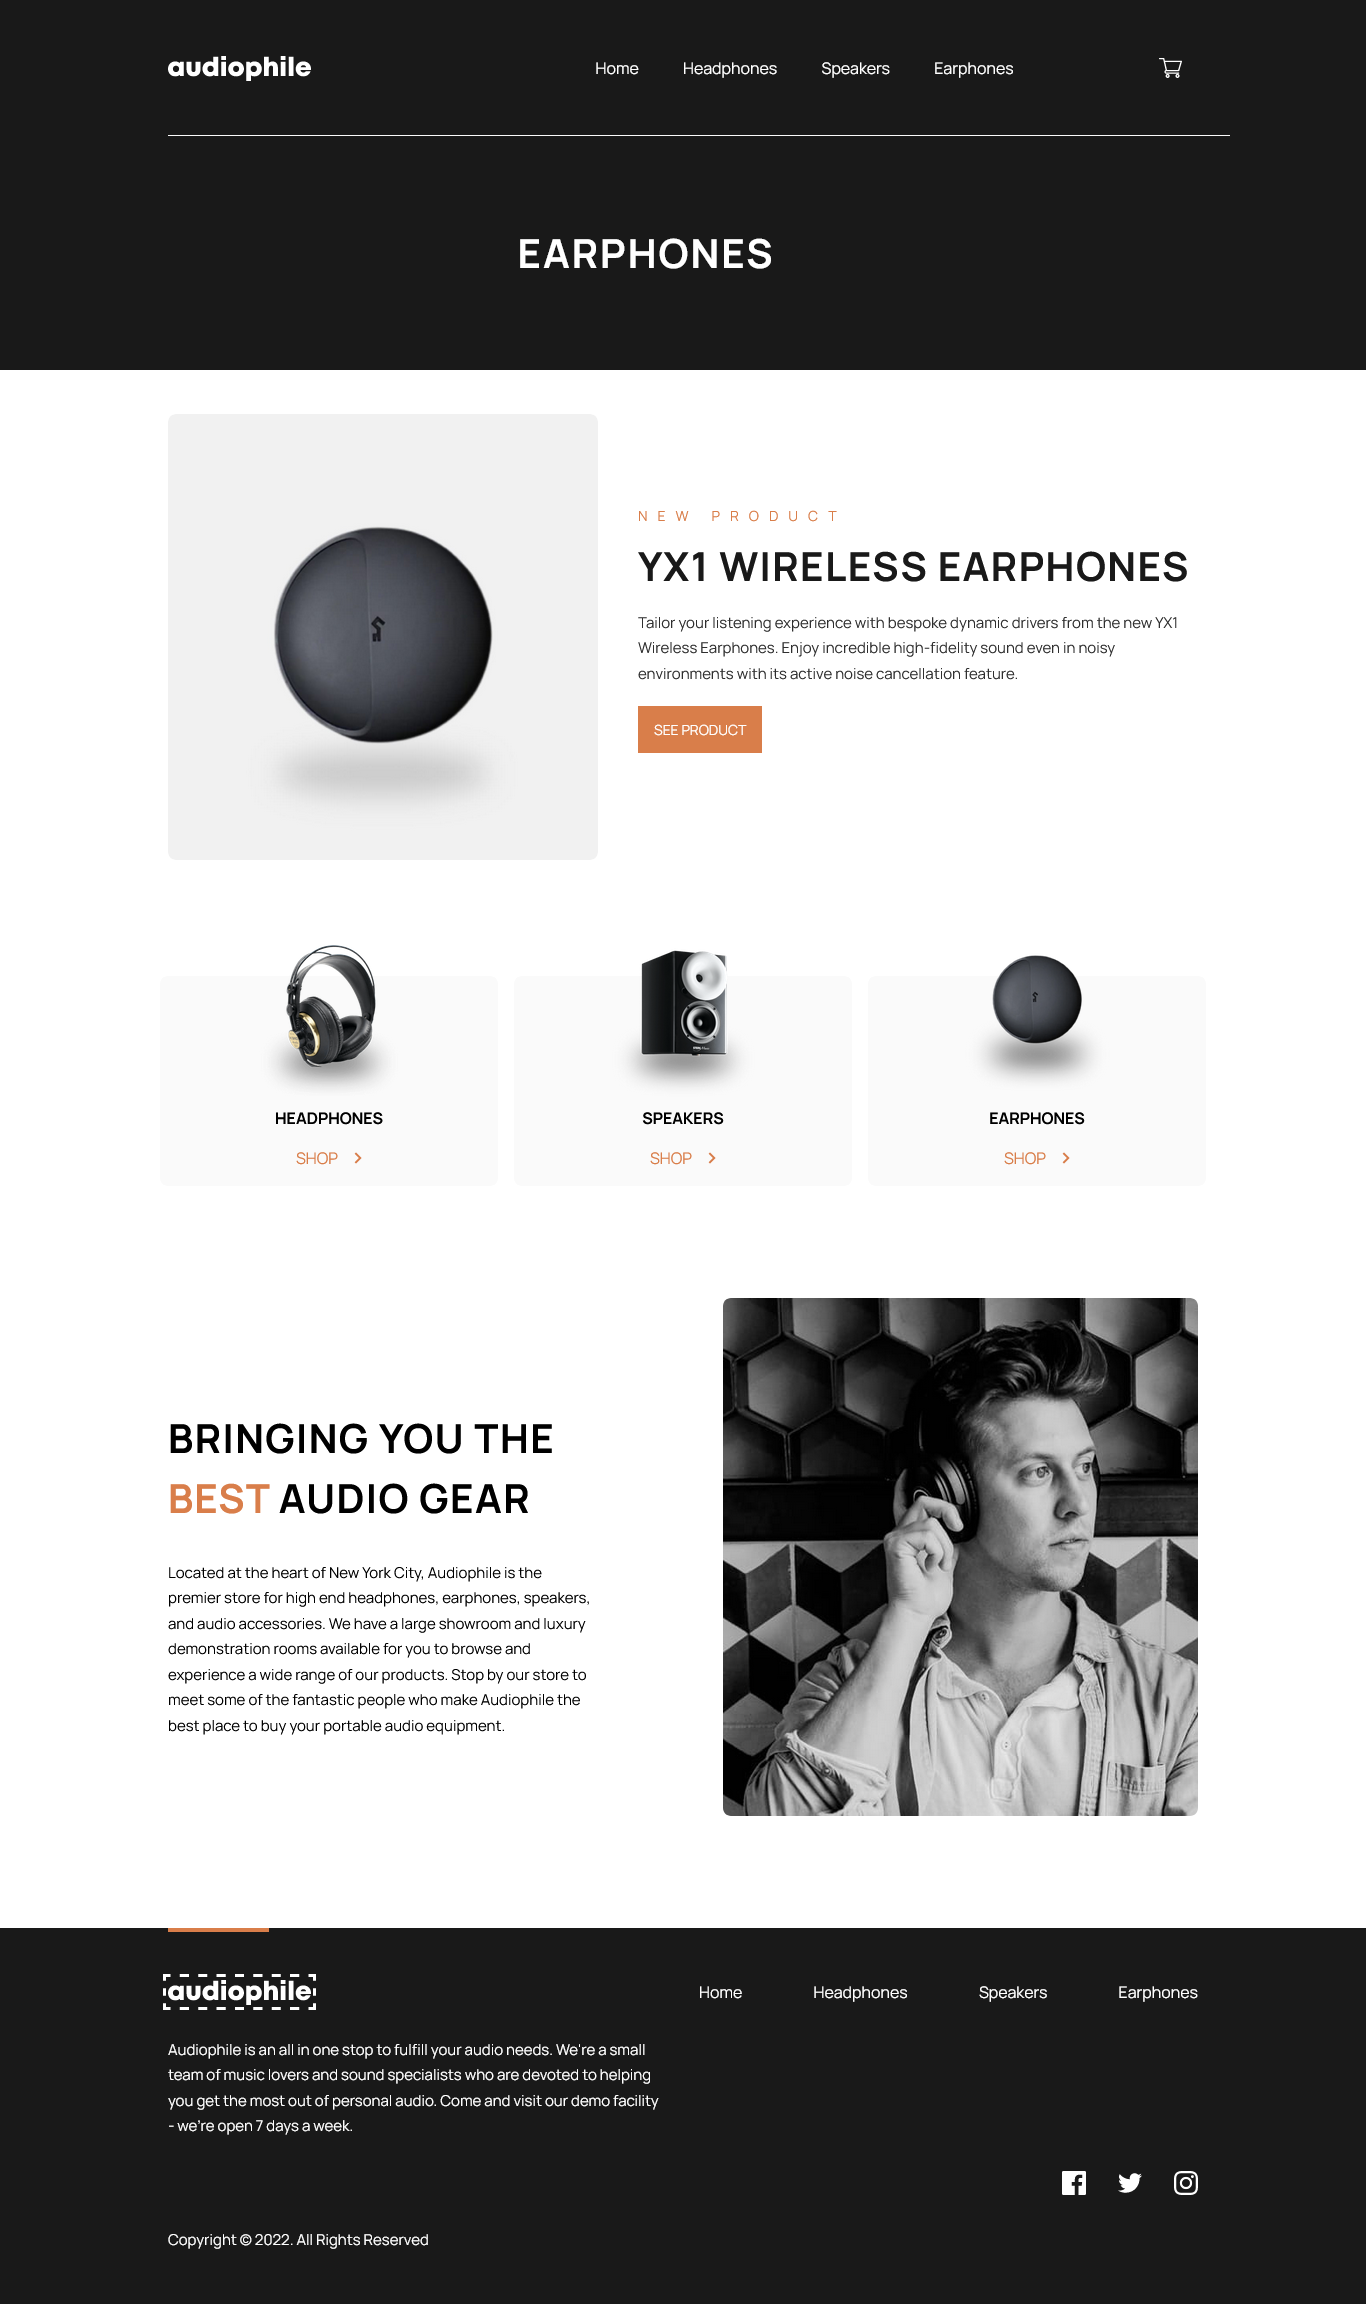 audiophile
Home Headphones Speakers Earphones
EARPHONES
NEW PRODUCT
YX1 WIRELESS EARPHONES
Tailor your listening experience with bespoke dynamic drivers from the new YX1
Wireless Earphones. Enjoy incredible high-fidelity sound even in noisy
environments with its active noise cancellation feature.
SEE PRODUCT
HEADPHONES
SHOP
SPEAKERS
SHOP
EARPHONES
SHOP
BRINGING YOU THE
BEST AUDIO GEAR
Located at the heart of New York City, Audiophile is the
premier store for high end headphones, earphones, speakers,
and audio accessories. We have a large showroom and luxury
demonstration rooms available for you to browse and
experience a wide range of our products. Stop by our store to
meet some of the fantastic people who make Audiophile the
best place to buy your portable audio equipment.
audiophile
Home Headphones Speakers Earphones
Audiophile is an all in one stop to fulfill your audio needs. We're a small
team of music lovers and sound specialists who are devoted to helping
you get the most out of personal audio. Come and visit our demo facility
- we're open 7 days a week.
Copyright © 2022. All Rights Reserved